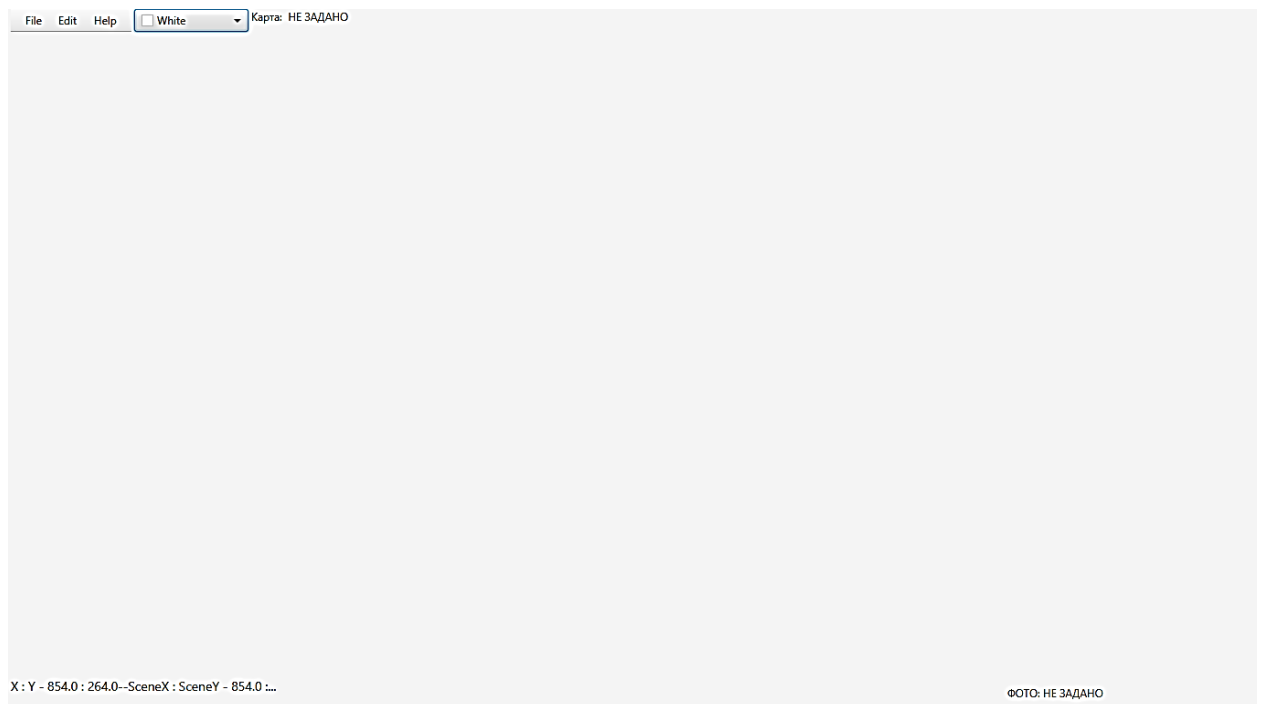 File Edit Help White Карта: НЕ ЗАДАНО
X : Y - 854.0 : 264.0--SceneX : SceneY - 854.0 :...
ФОТО: НЕ ЗАДАНО